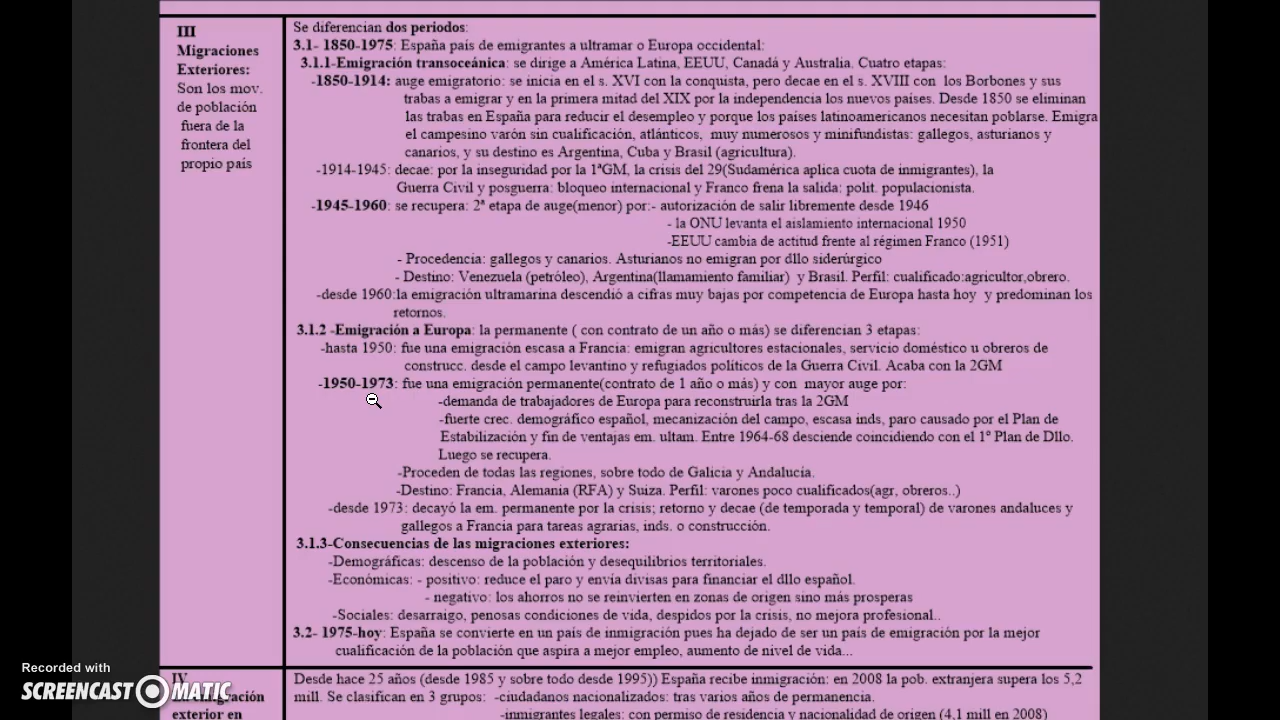 III
Migraciones
Exteriores:
Son los mov.
de población
fuera de la
frontera del
propio país
Se diferencian dos periodos:
3.1- 1850-1975: España país de emigrantes a ultramar o Europa occidental:
3.1.1-Emigración transoceánica: se dirige a América Latina, EEUU, Canadá y Australia. Cuatro etapas:
-1850-1914: auge emigratorio: se inicia en el s. XVI con la conquista, pero decae en el s. XVIII con los Borbones y sus
trabas a emigrar y en la primera mitad del XIX por la independencia los nuevos países. Desde 1850 se eliminan
las trabas en España para reducir el desempleo y porque los países latinoamericanos necesitan poblarse. Emigra
el campesino varón sin cualificación, atlánticos, muy numerosos y minifundistas: gallegos, asturianos y
canarios, y su destino es Argentina, Cuba y Brasil (agricultura).
-1914-1945: decae: por la inseguridad por la 1ªGM, la crisis del 29(Sudamérica aplica cuota de inmigrantes), la
Guerra Civil y posguerra: bloqueo internacional y Franco frena la salida: polit. populacionista.
-1945-1960: se recupera: 2ª etapa de auge(menor) por:- autorización de salir libremente desde 1946
- la ONU levanta el aislamiento internacional 1950
-EEUU cambia de actitud frente al régimen Franco (1951)
- Procedencia: gallegos y canarios. Asturianos no emigran por dllo siderúrgico
- Destino: Venezuela (petróleo), Argentina(llamamiento familiar) y Brasil. Perfil: cualificado:agricultor,obrero.
-desde 1960:la emigración ultramarina descendió a cifras muy bajas por competencia de Europa hasta hoy y predominan los
retornos.
3.1.2 -Emigración a Europa: la permanente ( con contrato de un año o más) se diferencian 3 etapas:
-hasta 1950: fue una emigración escasa a Francia: emigran agricultores estacionales, servicio doméstico u obreros de
construcc. desde el campo levantino y refugiados políticos de la Guerra Civil. Acaba con la 2GM
-1950-1973: fue una emigración permanente(contrato de 1 año o más) y con mayor auge por:
-demanda de trabajadores de Europa para reconstruirla tras la 2GM
-fuerte crec. demográfico español, mecanización del campo, escasa inds, paro causado por el Plan de
Estabilización y fin de ventajas em. ultam. Entre 1964-68 desciende coincidiendo con el 1º Plan de Dllo.
Luego se recupera.
-Proceden de todas las regiones, sobre todo de Galicia y Andalucía.
-Destino: Francia, Alemania (RFA) y Suiza. Perfil: varones poco cualificados(agr, obreros..)
-desde 1973: decayó la em. permanente por la crisis; retorno y decae (de temporada y temporal) de varones andaluces y
gallegos a Francia para tareas agrarias, inds. o construcción.
3.1.3-Consecuencias de las migraciones exteriores:
-Demográficas: descenso de la población y desequilibrios territoriales.
-Económicas: - positivo: reduce el paro y envía divisas para financiar el dllo español.
- negativo: los ahorros no se reinvierten en zonas de origen sino más prosperas
-Sociales: desarraigo, penosas condiciones de vida, despidos por la crisis, no mejora profesional..
3.2- 1975-hoy: España se convierte en un país de inmigración pues ha dejado de ser un país de emigración por la mejor
cualificación de la población que aspira a mejor empleo, aumento de nivel de vida...
IV
exterior en
Desde hace 25 años (desde 1985 y sobre todo desde 1995)) España recibe inmigración: en 2008 la pob. extranjera supera los 5,2
mill. Se clasifican en 3 grupos: -ciudadanos nacionalizados: tras varios años de permanencia.
-inmigrantes legales: con permiso de residencia y nacionalidad de origen (4,1 mill en 2008)
Recorded with
SCREENCAST O MATIC